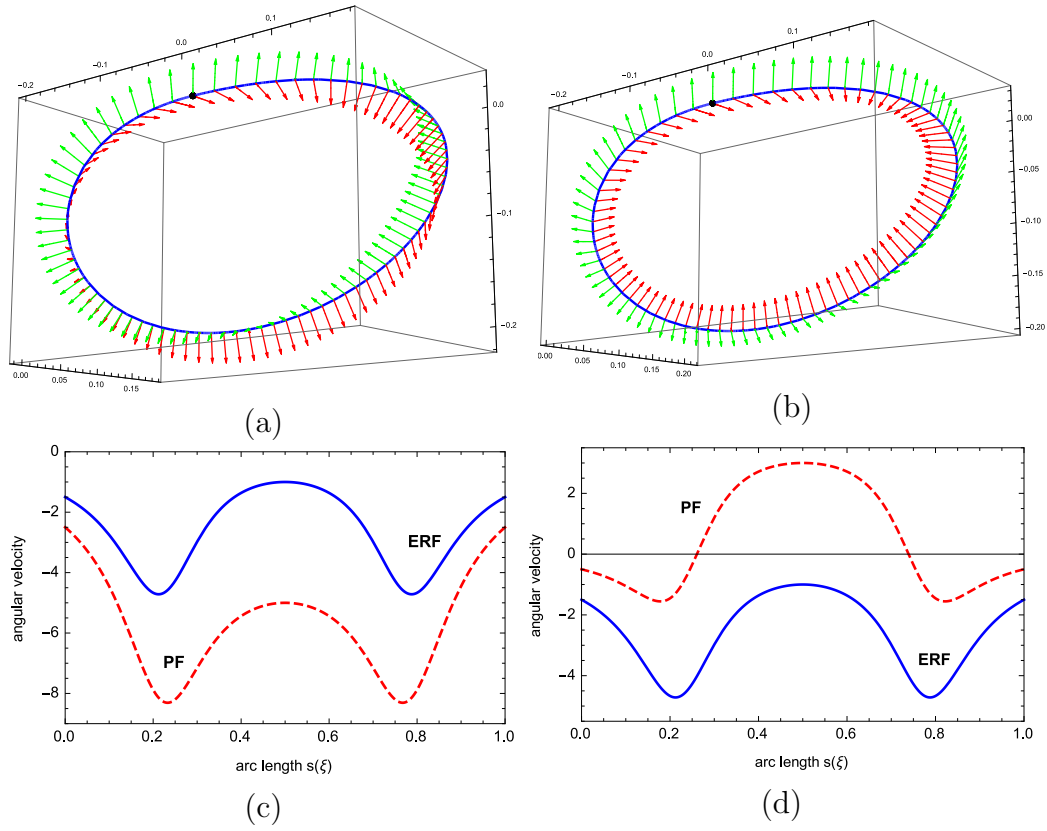 0.1
0.0
-0.1
-0.2
0.0
-0.1
-0.2
0.00
0.05
0.10
0.15
(a)
0.1
0.0
-0.1
-0.2
0.00
-0.05
-0.10
-0.15
-0.20
0.00
0.05
0.10
0.15
0.20
(b)
0
-2
-4
-6
-8
angular velocity
ERF
PF
0.0 0.2 0.4 0.6 0.8 1.0
arc length s(ξ)
(c)
2
0
-2
-4
angular velocity
PF
ERF
0.0 0.2 0.4 0.6 0.8 1.0
arc length s(ξ)
(d)